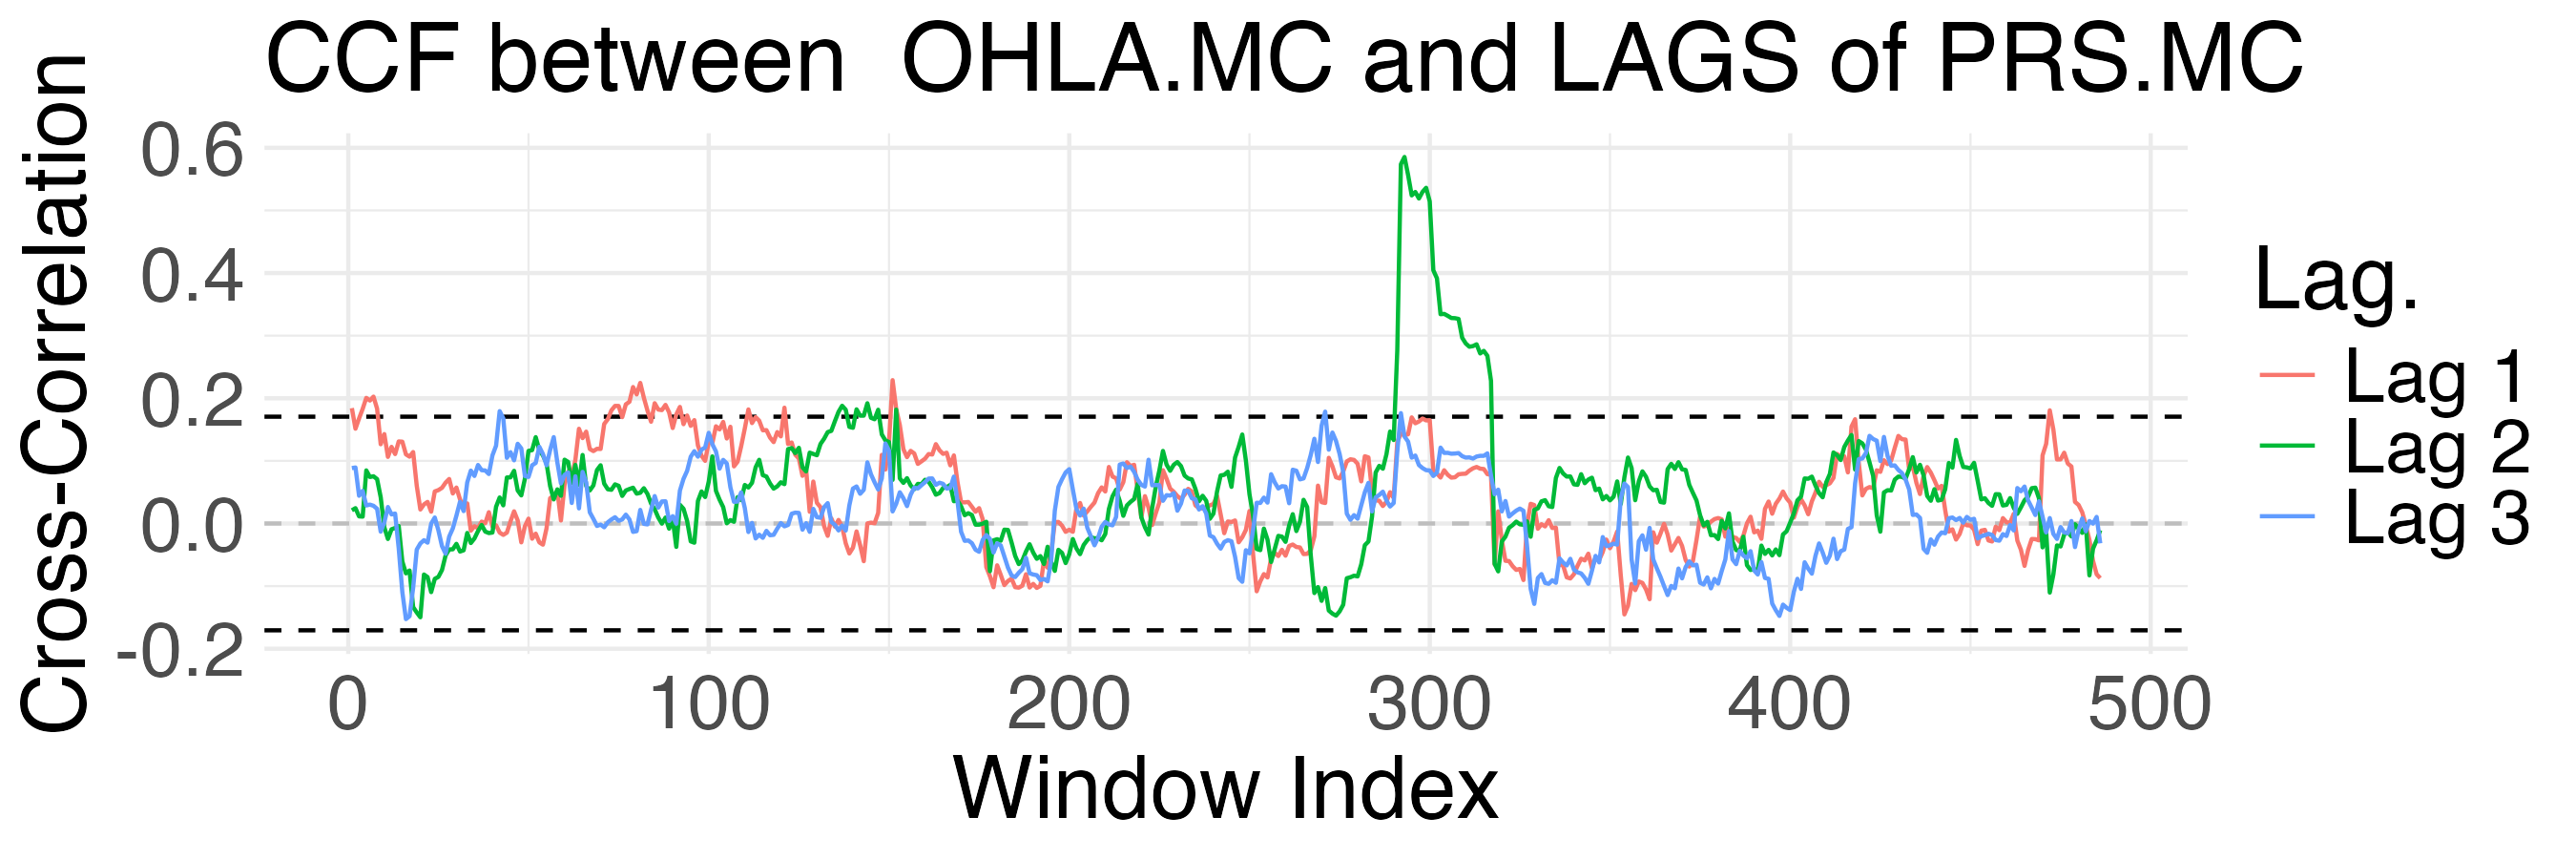 CCF between  OHLA.MC and LAGS of PRS.MC
Cross-Correlation
0.6
0.4
0.2
0.0
-0.2
0 100 200 300 400 500
Window Index
Lag.
Lag 1
Lag 2
Lag 3